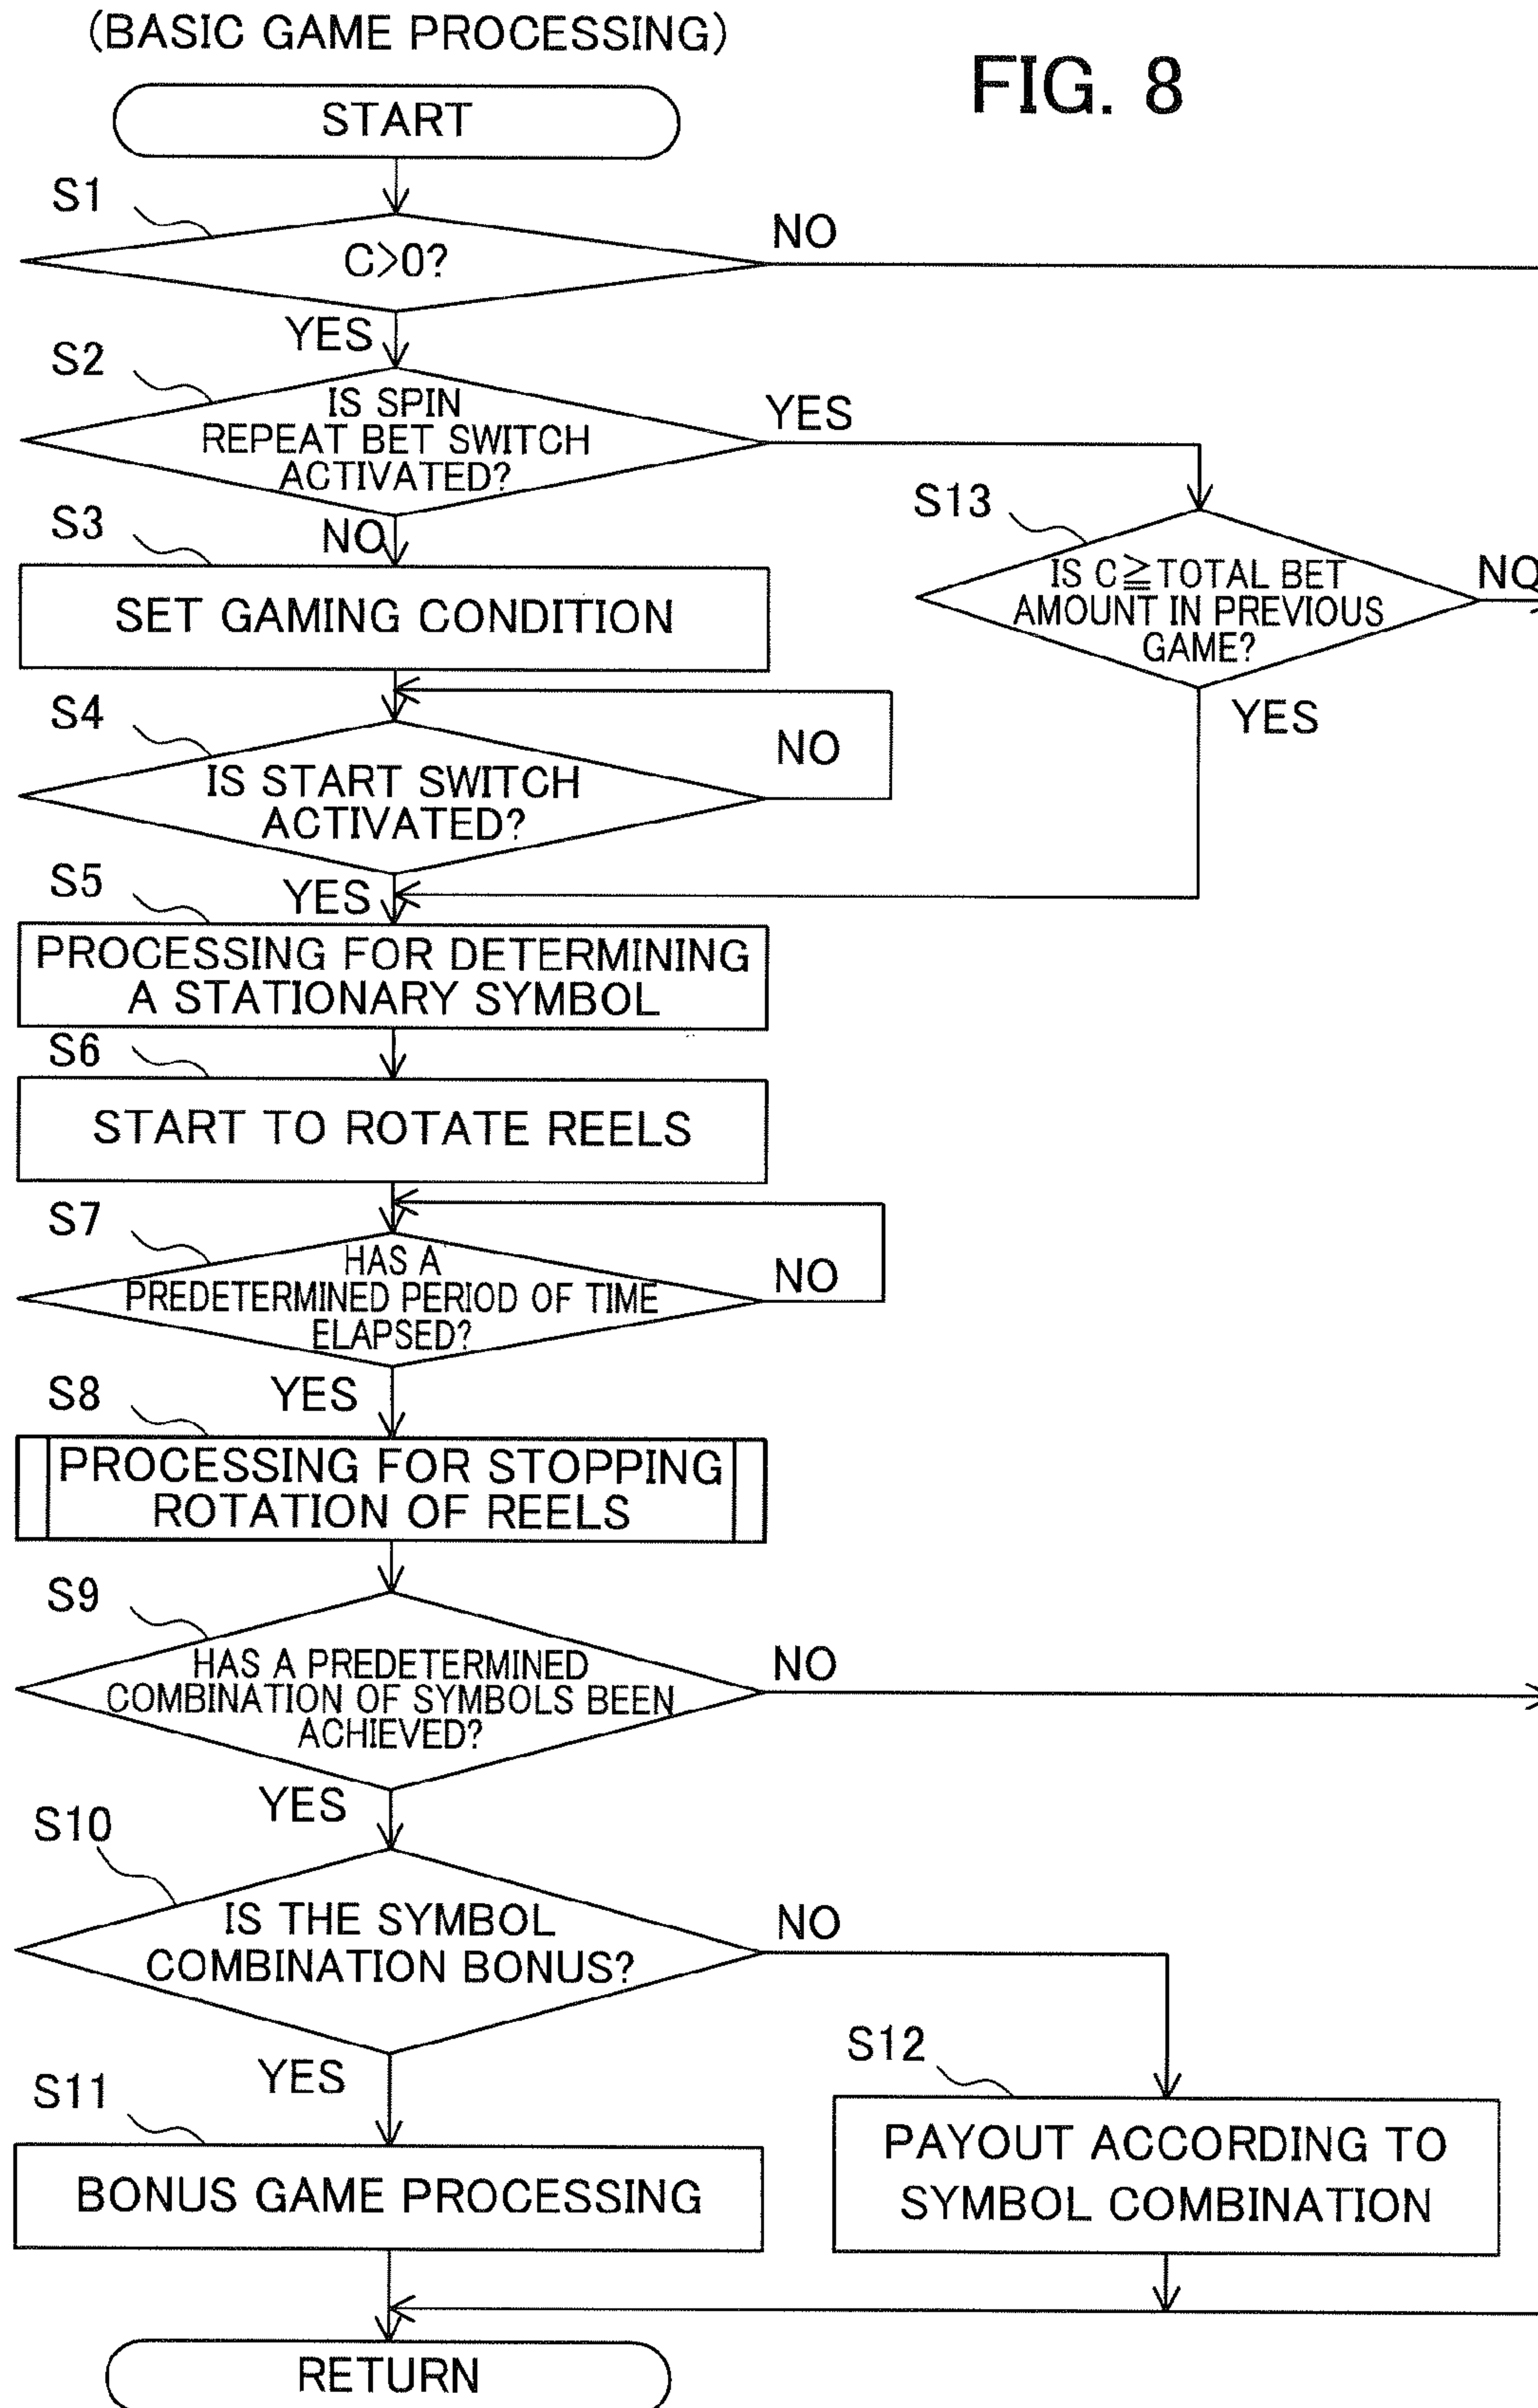 (BASIC GAME PROCESSING)
FIG. 8
START
S1
C>0?
NO
YES
S2
IS SPIN
REPEAT BET SWITCH
ACTIVATED?
YES
NO
S13
IS C≧TOTAL BET
AMOUNT IN PREVIOUS
GAME?
NO
YES
S3
SET GAMING CONDITION
S4
IS START SWITCH
ACTIVATED?
NO
YES
S5
PROCESSING FOR DETERMINING
A STATIONARY SYMBOL
S6
START TO ROTATE REELS
S7
HAS A
PREDETERMINED PERIOD OF TIME
ELAPSED?
NO
YES
S8
PROCESSING FOR STOPPING
ROTATION OF REELS
S9
HAS A PREDETERMINED
COMBINATION OF SYMBOLS BEEN
ACHIEVED?
NO
YES
S10
IS THE SYMBOL
COMBINATION BONUS?
NO
YES
S12
PAYOUT ACCORDING TO
SYMBOL COMBINATION
S11
BONUS GAME PROCESSING
RETURN